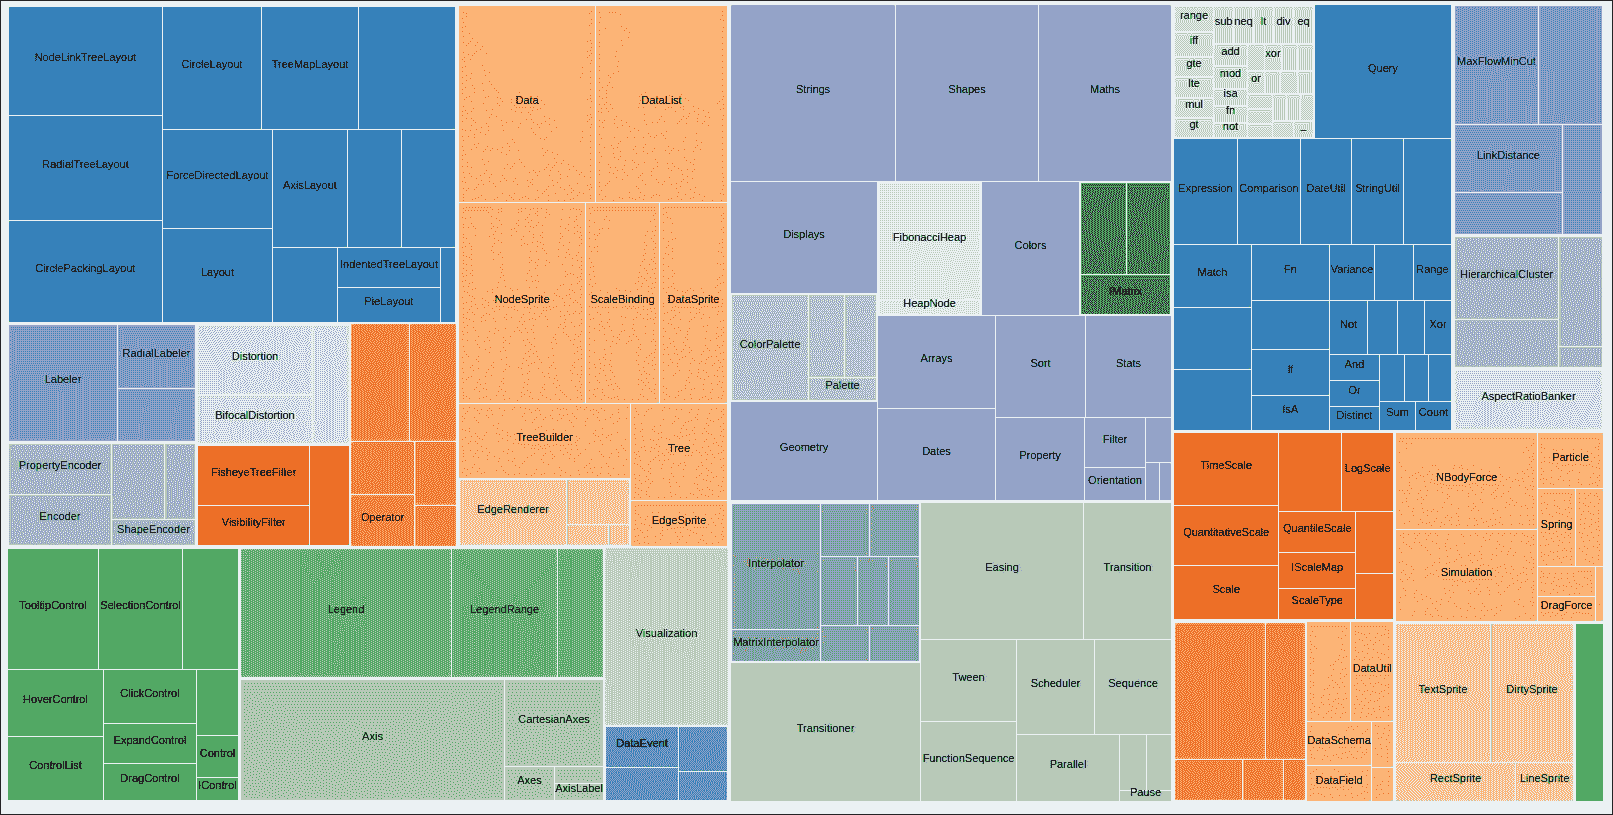 NodeLinkTreeLayout
CircleLayout
TreeMapLayout
RadialTreeLayout
ForceDirectedLayout
AxisLayout
CirclePackingLayout
Layout
IndentedTreeLayout
PieLayout
Labeler
RadialLabeler
Distortion
BifocalDistortion
PropertyEncoder
Encoder
ShapeEncoder
FisheyeTreeFilter
VisibilityFilter
Operator
Data
DataList
NodeSprite
ScaleBinding
DataSprite
TreeBuilder
Tree
EdgeRenderer
EdgeSprite
TooltipControl
SelectionControl
HoverControl
ClickControl
ExpandControl
Control
ControlList
DragControl
IControl
Legend
LegendRange
Visualization
Axis
CartesianAxes
Axes
AxisLabel
DataEvent
Strings
Shapes
Maths
Displays
FibonacciHeap
HeapNode
Colors
IMatrix
ColorPalette
Palette
Arrays
Sort
Stats
Geometry
Dates
Property
Filter
Orientation
Interpolator
MatrixInterpolator
Easing
Transition
Transitioner
Tween
Scheduler
Sequence
FunctionSequence
Parallel
Pause
range
sub
neq
lt
div
eq
iff
add
xor
gte
mod
or
lte
isa
mul
fn
gt
not
_
Query
Expression
Comparison
DateUtil
StringUtil
Match
Fn
Variance
Range
Not
Xor
If
And
Or
IsA
Distinct
Sum
Count
MaxFlowMinCut
LinkDistance
HierarchicalCluster
AspectRatioBanker
TimeScale
LogScale
QuantitativeScale
QuantileScale
IScaleMap
Scale
ScaleType
NBodyForce
Particle
Spring
Simulation
DragForce
DataUtil
DataSchema
DataField
TextSprite
DirtySprite
RectSprite
LineSprite